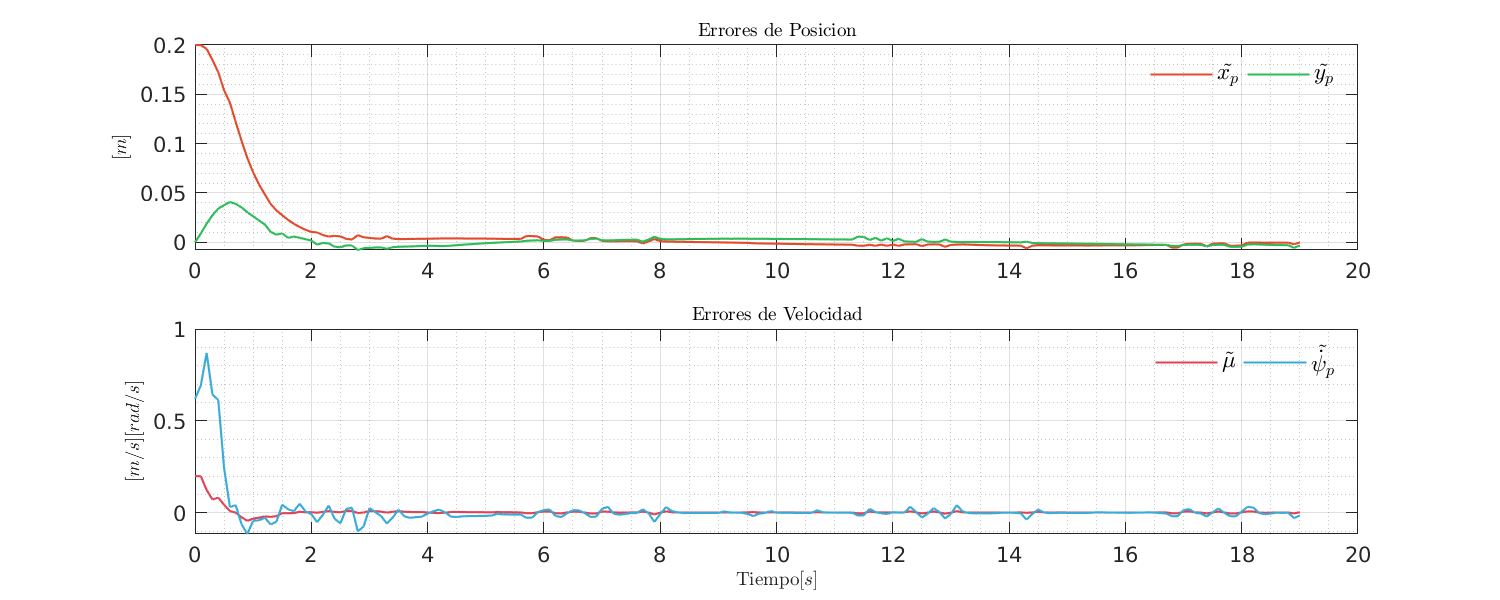 Errores de Posicion
0.2
0.15
0.1
0.05
0
[m]
x̃_p ỹ_p
0 2 4 6 8 10 12 14 16 18 20
Errores de Velocidad
1
0.5
0
[m/s][rad/s]
μ̃ ψ̇̃_p
0 2 4 6 8 10 12 14 16 18 20
Tiempo[s]